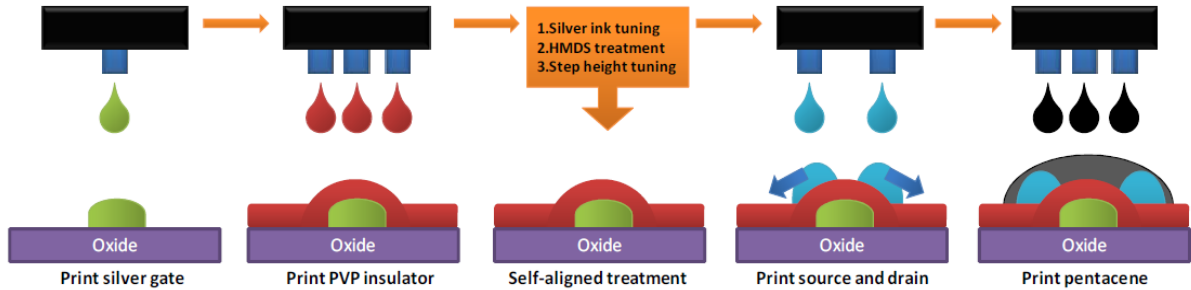 1.Silver ink tuning
2.HMDS treatment
3.Step height tuning
Oxide
Oxide
Oxide
Oxide
Oxide
Print silver gate
Print PVP insulator
Self-aligned treatment
Print source and drain
Print pentacene